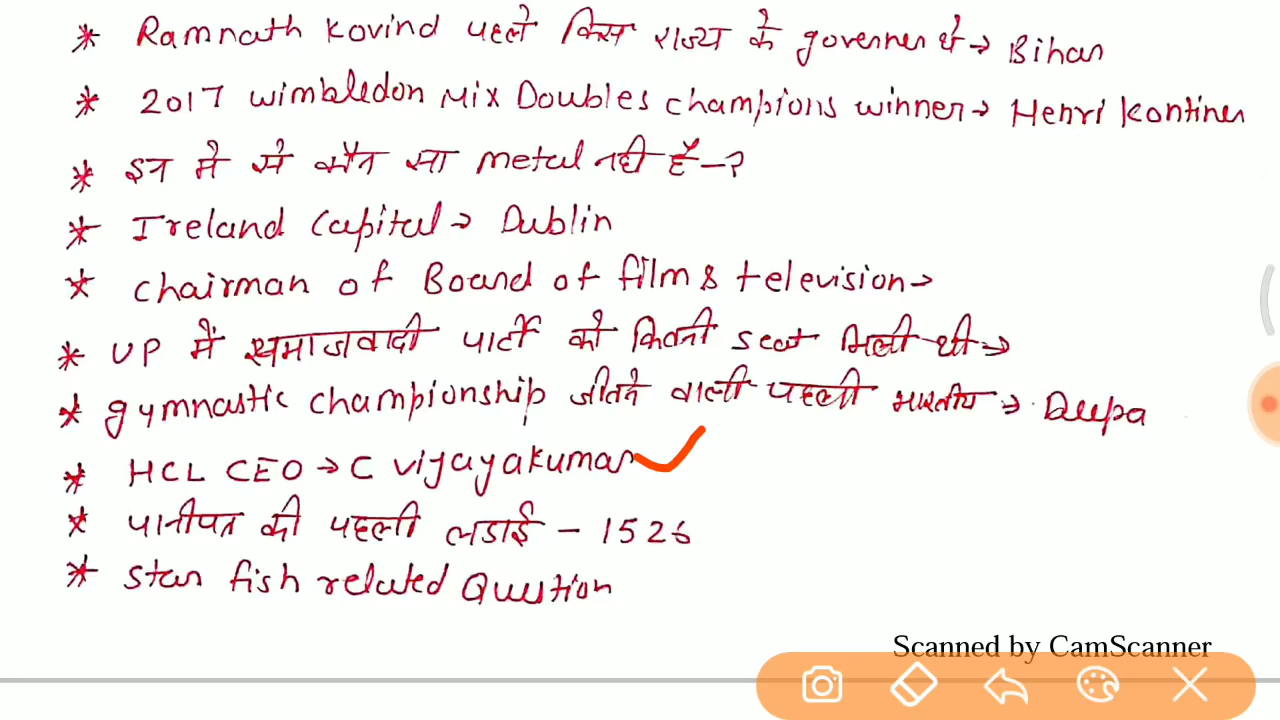 * Ramnath Kovind पहले किस राज्य के governer थे → Bihar
* 2017 Wimbledon Mix Doubles champions winner → Henri Kontinen
* इन में से कौन सा metal नही है -?
* Ireland Capital → Dublin
* Chairman of Board of film & television →
* UP में समाजवादी पार्टी को कितनी seat मिली थी →
* gymnastic championship जीतने वाली पहली भारतीय → Deepa
* HCL CEO → C Vijayakumar
* पानीपत की पहली लडाई - 1526
* Star fish related Question
Scanned by CamScanner